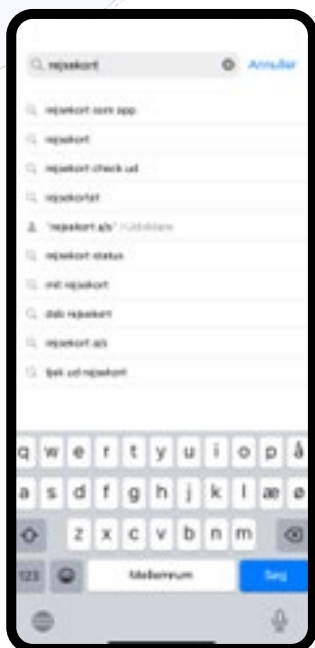 rejsekort Annuller
rejsekort som app
rejsekort
rejsekort check ud
rejsekortet
"rejsekort a/s" i Udviklere
rejsekort status
mit rejsekort
dsb rejsekort
rejsekort a/s
tjek ud rejsekort
q w e r t y u i o p å
a s d f g h j k l æ ø
z x c v b n m
123 Mellemrum Søg